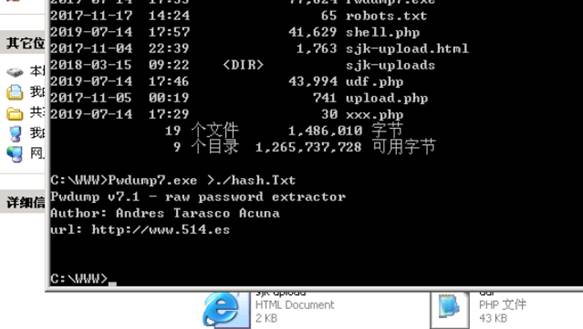 2017-11-17 14:24 65 robots.txt
2019-07-14 17:57 41,629 shell.php
2017-11-04 22:39 1,763 sjk-upload.html
2018-03-15 09:22 <DIR> sjk-uploads
2019-07-14 17:46 43,994 udf.php
2017-11-05 00:19 741 upload.php
2019-07-14 17:29 30 xxx.php
19 个文件 1,486,010 字节
9 个目录 1,265,737,728 可用字节
C:\WWW>Pwdump7.exe >./hash.Txt
Pwdump v7.1 - raw password extractor
Author: Andres Tarasco Acuna
url: http://www.514.es
C:\WWW>
其它位
我的
共享
我的
网
详细信
HTML Document
2 KB
PHP 文件
43 KB